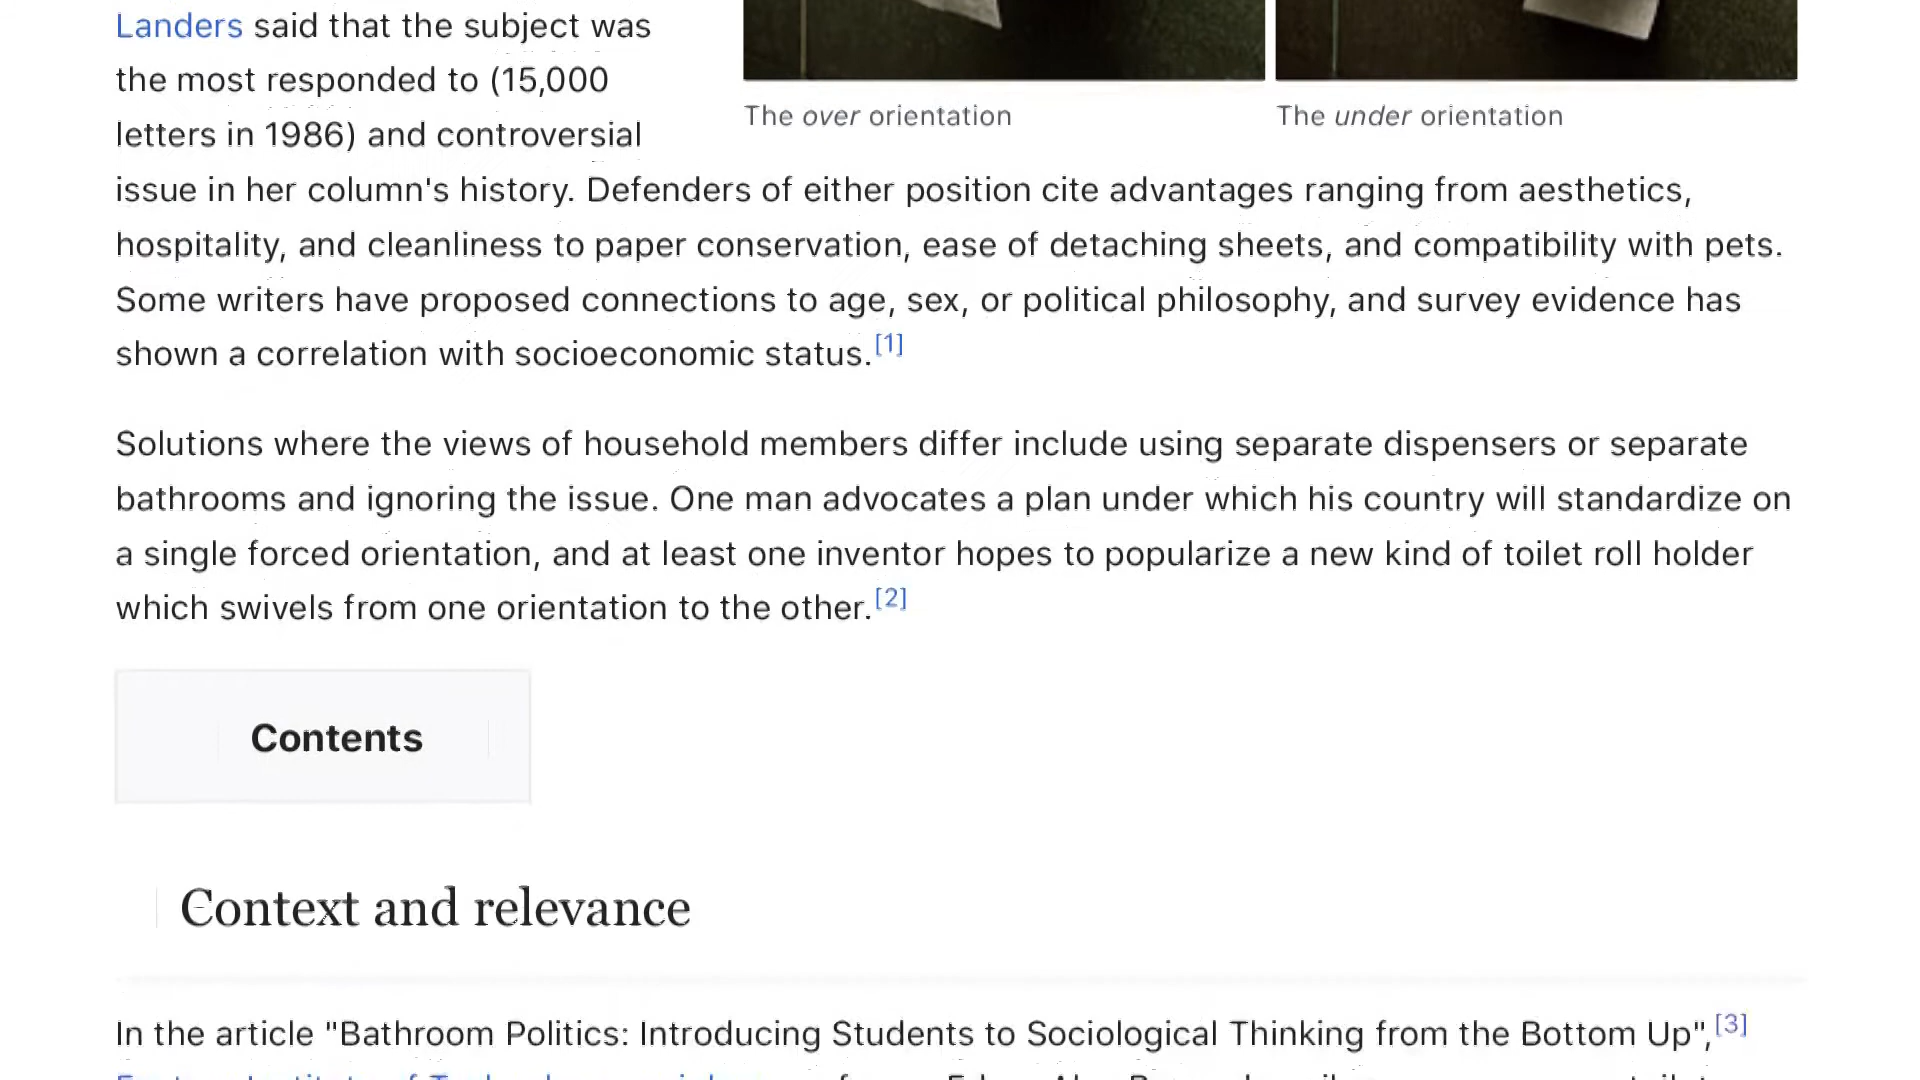 Landers said that the subject was
the most responded to (15,000
letters in 1986) and controversial
The over orientation
The under orientation
issue in her column's history. Defenders of either position cite advantages ranging from aesthetics,
hospitality, and cleanliness to paper conservation, ease of detaching sheets, and compatibility with pets.
Some writers have proposed connections to age, sex, or political philosophy, and survey evidence has
shown a correlation with socioeconomic status.[1]
Solutions where the views of household members differ include using separate dispensers or separate
bathrooms and ignoring the issue. One man advocates a plan under which his country will standardize on
a single forced orientation, and at least one inventor hopes to popularize a new kind of toilet roll holder
which swivels from one orientation to the other.[2]
Contents
Context and relevance
In the article "Bathroom Politics: Introducing Students to Sociological Thinking from the Bottom Up",[3]